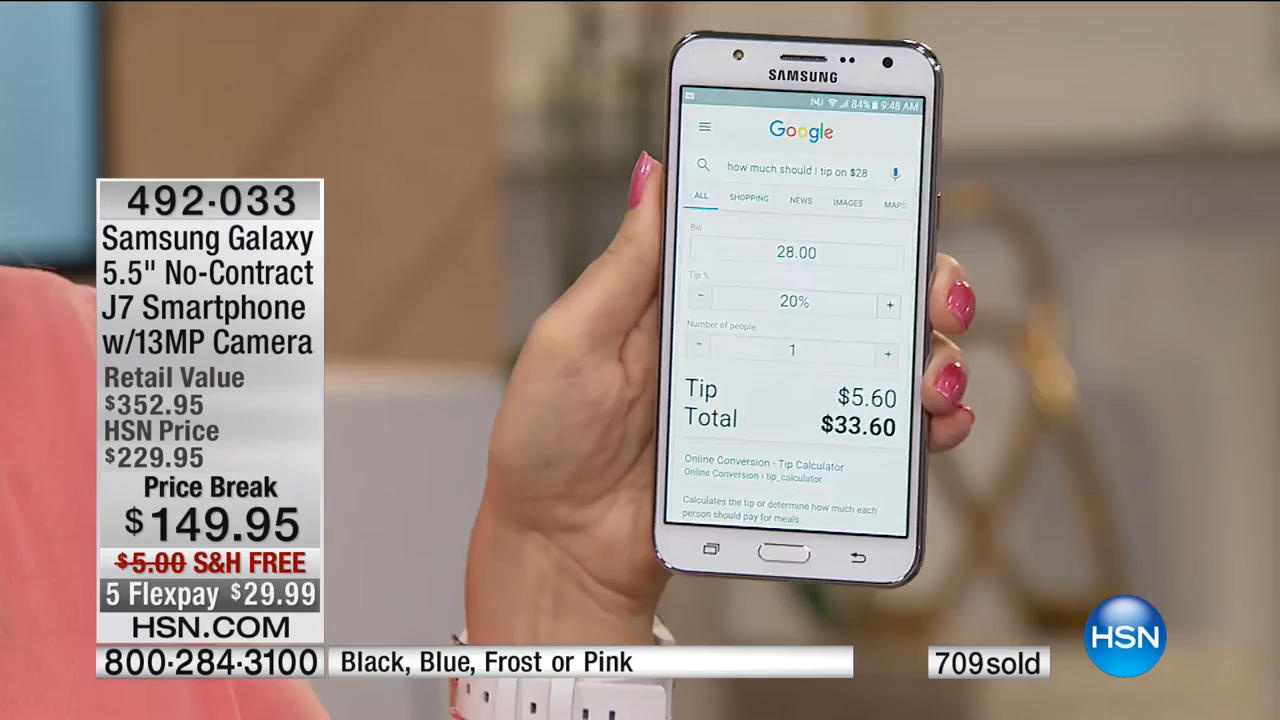 492·033
Samsung Galaxy
5.5" No-Contract
J7 Smartphone
w/13MP Camera
Retail Value
$352.95
HSN Price
$229.95
Price Break
$149.95
$5.00 S&H FREE
5 Flexpay $29.99
HSN.COM
800·284·3100
Black, Blue, Frost or Pink
709 sold
HSN
SAMSUNG
84% 9:48 AM
Google
how much should I tip on $28
ALL SHOPPING NEWS IMAGES MAPS
Bill
28.00
Tip %
- 20% +
Number of people
- 1 +
Tip $5.60
Total $33.60
Online Conversion - Tip Calculator
Online Conversion › tip_calculator
Calculates the tip or determine how much each
person should pay for meals.